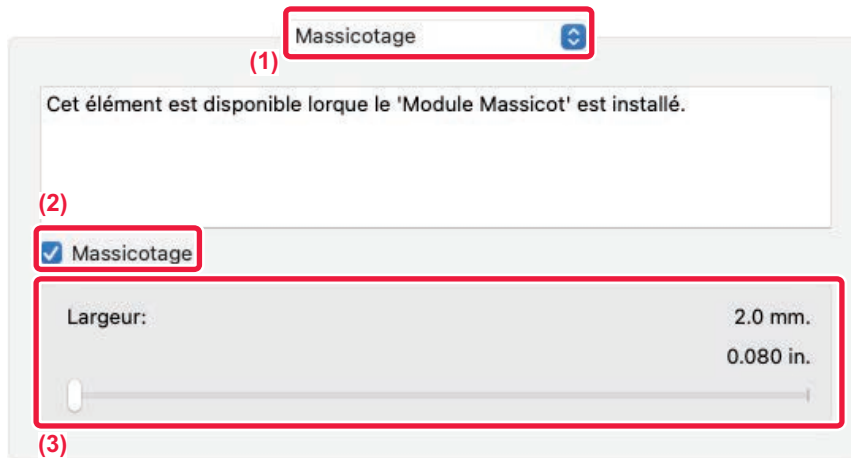 Massicotage
(1)
Cet élément est disponible lorque le 'Module Massicot' est installé.
(2)
Massicotage
Largeur: 2.0 mm.
0.080 in.
(3)